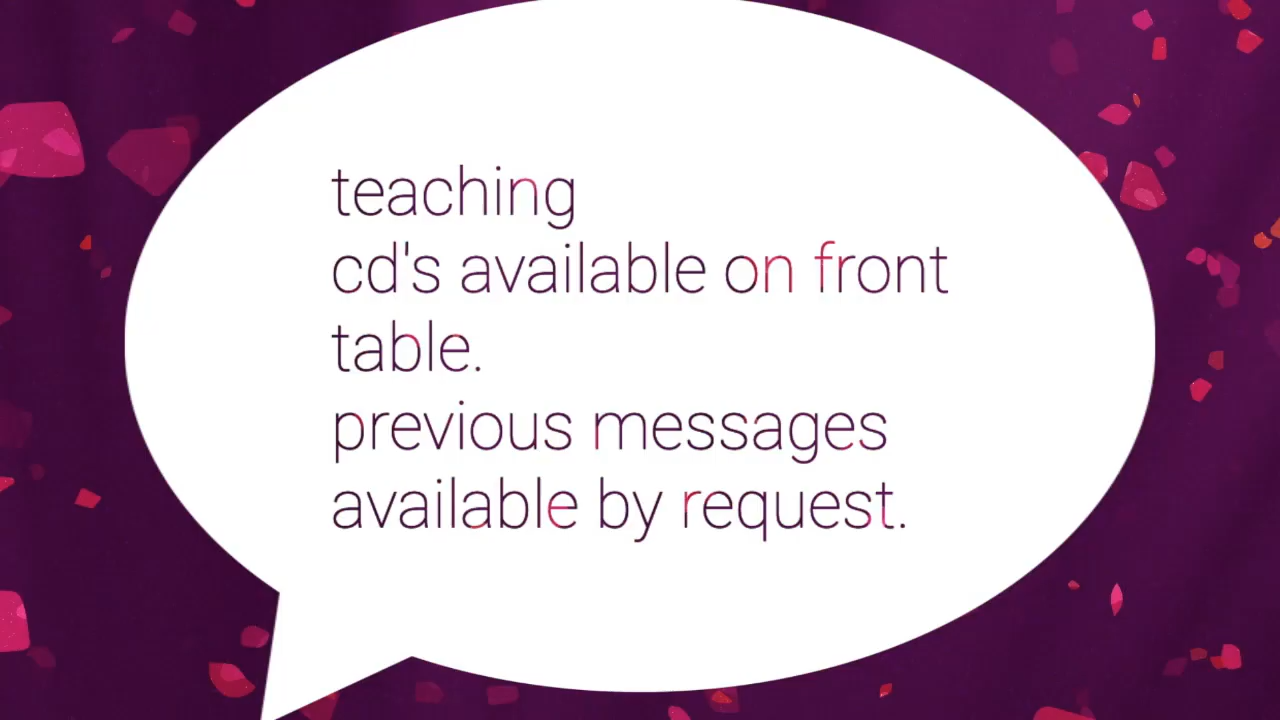 teaching
cd's available on front
table.
previous messages
available by request.